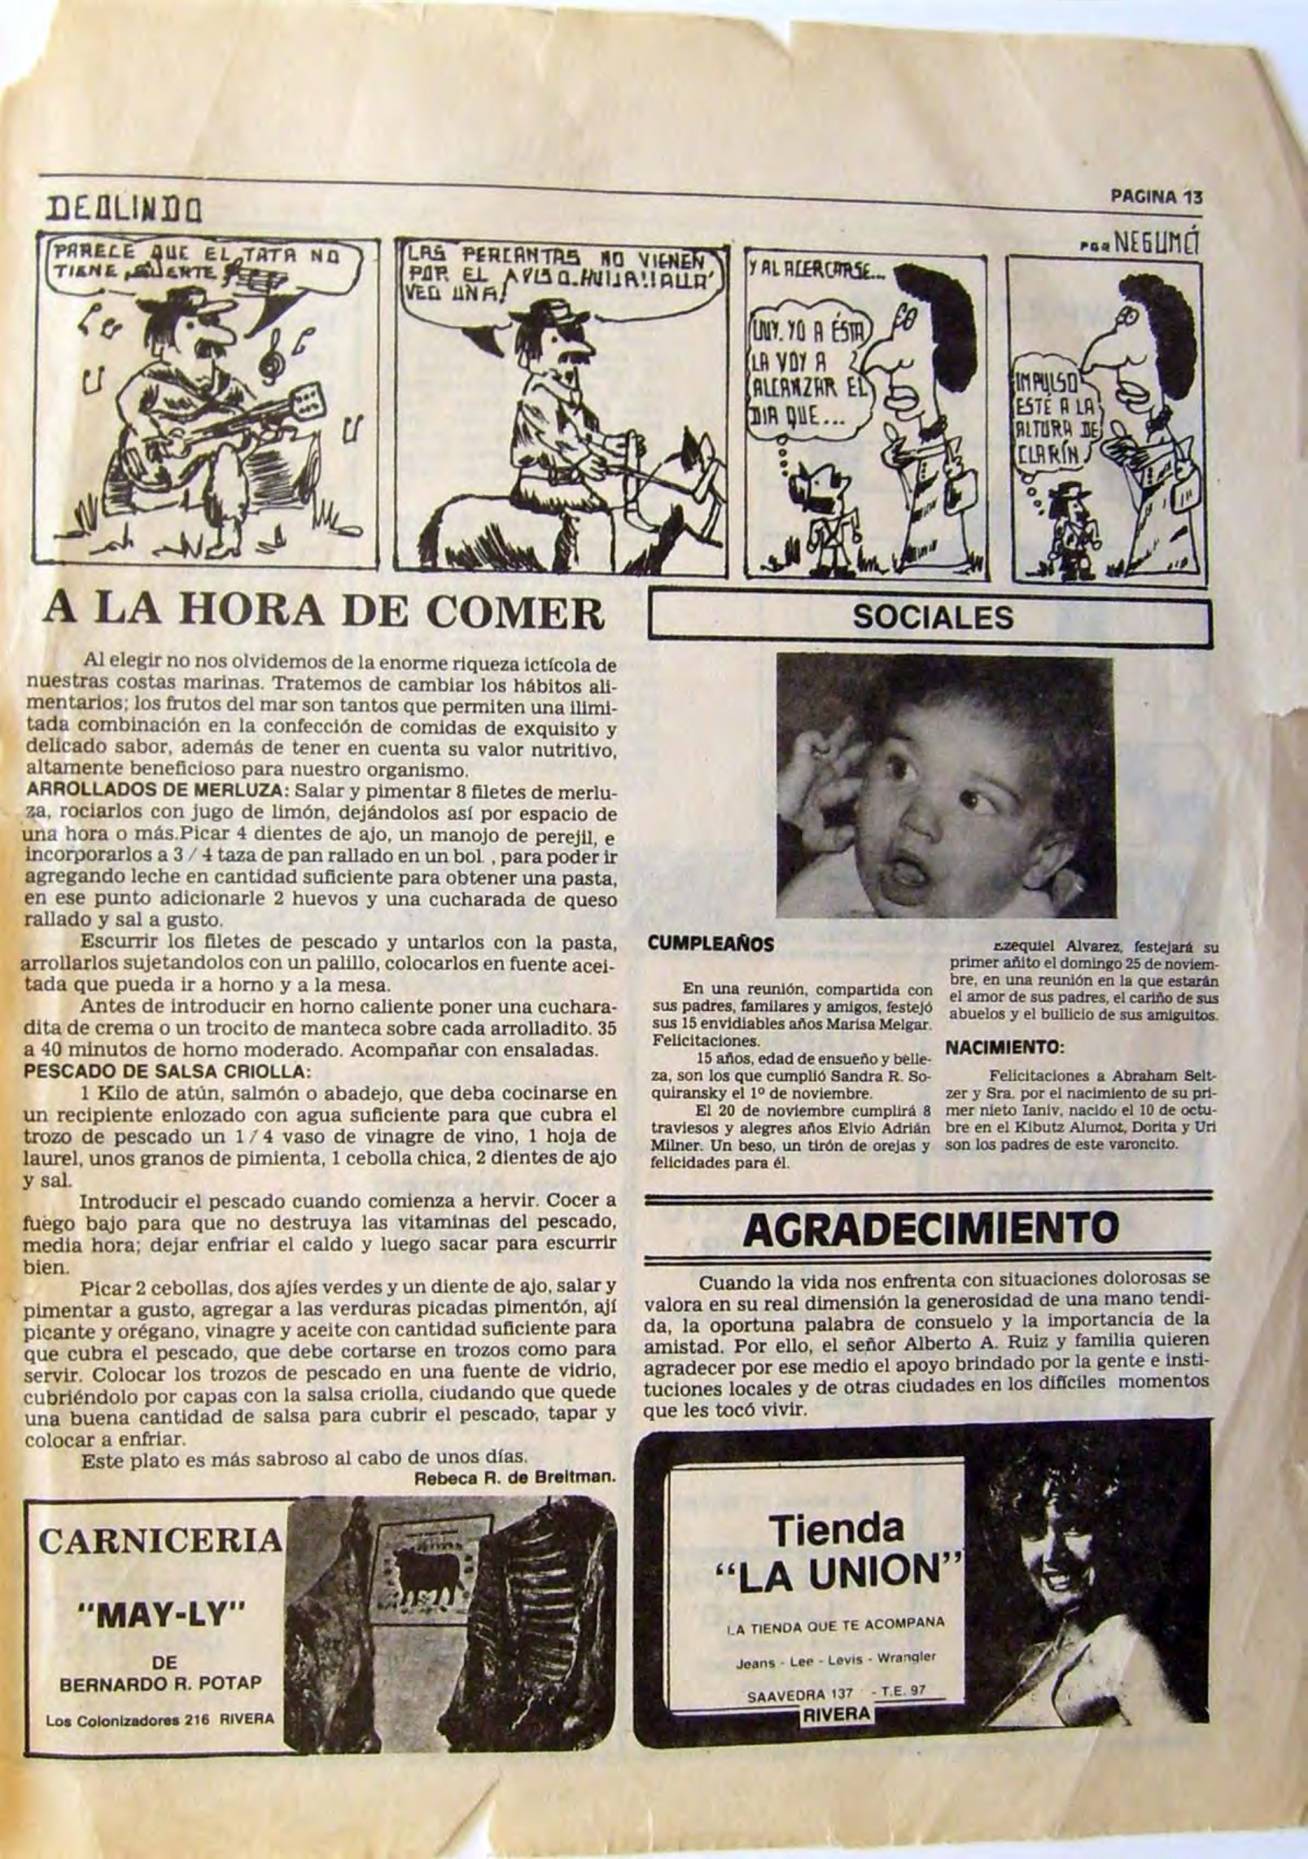 PAGINA 13
DEOLINDO
POR NEGUMÓ
PARECE QUE EL TATA NO
TIENE SUERTE
LAS PERCANTAS NO VIENEN
POR EL AVISO..HUIJA!!ALLA'
VEO UNA!
Y AL ACERCARSE...
UUY. YO A ÉSTA
LA VOY A
ALCANZAR EL
DIA QUE...
IMPULSO
ESTÉ A LA
ALTURA DE
CLARÍN
A LA HORA DE COMER
Al elegir no nos olvidemos de la enorme riqueza ictícola de
nuestras costas marinas. Tratemos de cambiar los hábitos ali-
mentarios; los frutos del mar son tantos que permiten una ilimi-
tada combinación en la confección de comidas de exquisito y
delicado sabor, además de tener en cuenta su valor nutritivo,
altamente beneficioso para nuestro organismo.
ARROLLADOS DE MERLUZA: Salar y pimentar 8 filetes de merlu-
za, rociarlos con jugo de limón, dejándolos así por espacio de
una hora o más.Picar 4 dientes de ajo, un manojo de perejil, e
incorporarlos a 3/4 taza de pan rallado en un bol , para poder ir
agregando leche en cantidad suficiente para obtener una pasta,
en ese punto adicionarle 2 huevos y una cucharada de queso
rallado y sal a gusto.
Escurrir los filetes de pescado y untarlos con la pasta,
arrollarlos sujetandolos con un palillo, colocarlos en fuente acei-
tada que pueda ir a horno y a la mesa.
Antes de introducir en horno caliente poner una cuchara-
dita de crema o un trocito de manteca sobre cada arrolladito. 35
a 40 minutos de horno moderado. Acompañar con ensaladas.
PESCADO DE SALSA CRIOLLA:
1 Kilo de atún, salmón o abadejo, que deba cocinarse en
un recipiente enlozado con agua suficiente para que cubra el
trozo de pescado un 1/4 vaso de vinagre de vino, 1 hoja de
laurel, unos granos de pimienta, 1 cebolla chica, 2 dientes de ajo
y sal.
Introducir el pescado cuando comienza a hervir. Cocer a
fuego bajo para que no destruya las vitaminas del pescado,
media hora; dejar enfriar el caldo y luego sacar para escurrir
bien.
Picar 2 cebollas, dos ajíes verdes y un diente de ajo, salar y
pimentar a gusto, agregar a las verduras picadas pimentón, ají
picante y orégano, vinagre y aceite con cantidad suficiente para
que cubra el pescado, que debe cortarse en trozos como para
servir. Colocar los trozos de pescado en una fuente de vidrio,
cubriéndolo por capas con la salsa criolla, ciudando que quede
una buena cantidad de salsa para cubrir el pescado, tapar y
colocar a enfriar.
Este plato es más sabroso al cabo de unos días.
Rebeca R. de Breitman.
SOCIALES
CUMPLEAÑOS
En una reunión, compartida con
sus padres, familares y amigos, festejó
sus 15 envidiables años Marisa Melgar.
Felicitaciones.
15 años, edad de ensueño y belle-
za, son los que cumplió Sandra R. So-
quiransky el 1º de noviembre.
El 20 de noviembre cumplirá 8
traviesos y alegres años Elvio Adrián
Milner. Un beso, un tirón de orejas y
felicidades para él.
Ezequiel Alvarez, festejará su
primer añito el domingo 25 de noviem-
bre, en una reunión en la que estarán
el amor de sus padres, el cariño de sus
abuelos y el bullicio de sus amiguitos.
NACIMIENTO:
Felicitaciones a Abraham Selt-
zer y Sra. por el nacimiento de su pri-
mer nieto Ianiv, nacido el 10 de octu-
bre en el Kibutz Alumot, Dorita y Uri
son los padres de este varoncito.
AGRADECIMIENTO
Cuando la vida nos enfrenta con situaciones dolorosas se
valora en su real dimensión la generosidad de una mano tendi-
da, la oportuna palabra de consuelo y la importancia de la
amistad. Por ello, el señor Alberto A. Ruiz y familia quieren
agradecer por ese medio el apoyo brindado por la gente e insti-
tuciones locales y de otras ciudades en los difíciles momentos
que les tocó vivir.
CARNICERIA
"MAY-LY"
DE
BERNARDO R. POTAP
Los Colonizadores 216 RIVERA
Tienda
"LA UNION"
LA TIENDA QUE TE ACOMPANA
Jeans - Lee - Levis - Wrangler
SAAVEDRA 137 - T.E. 97
RIVERA